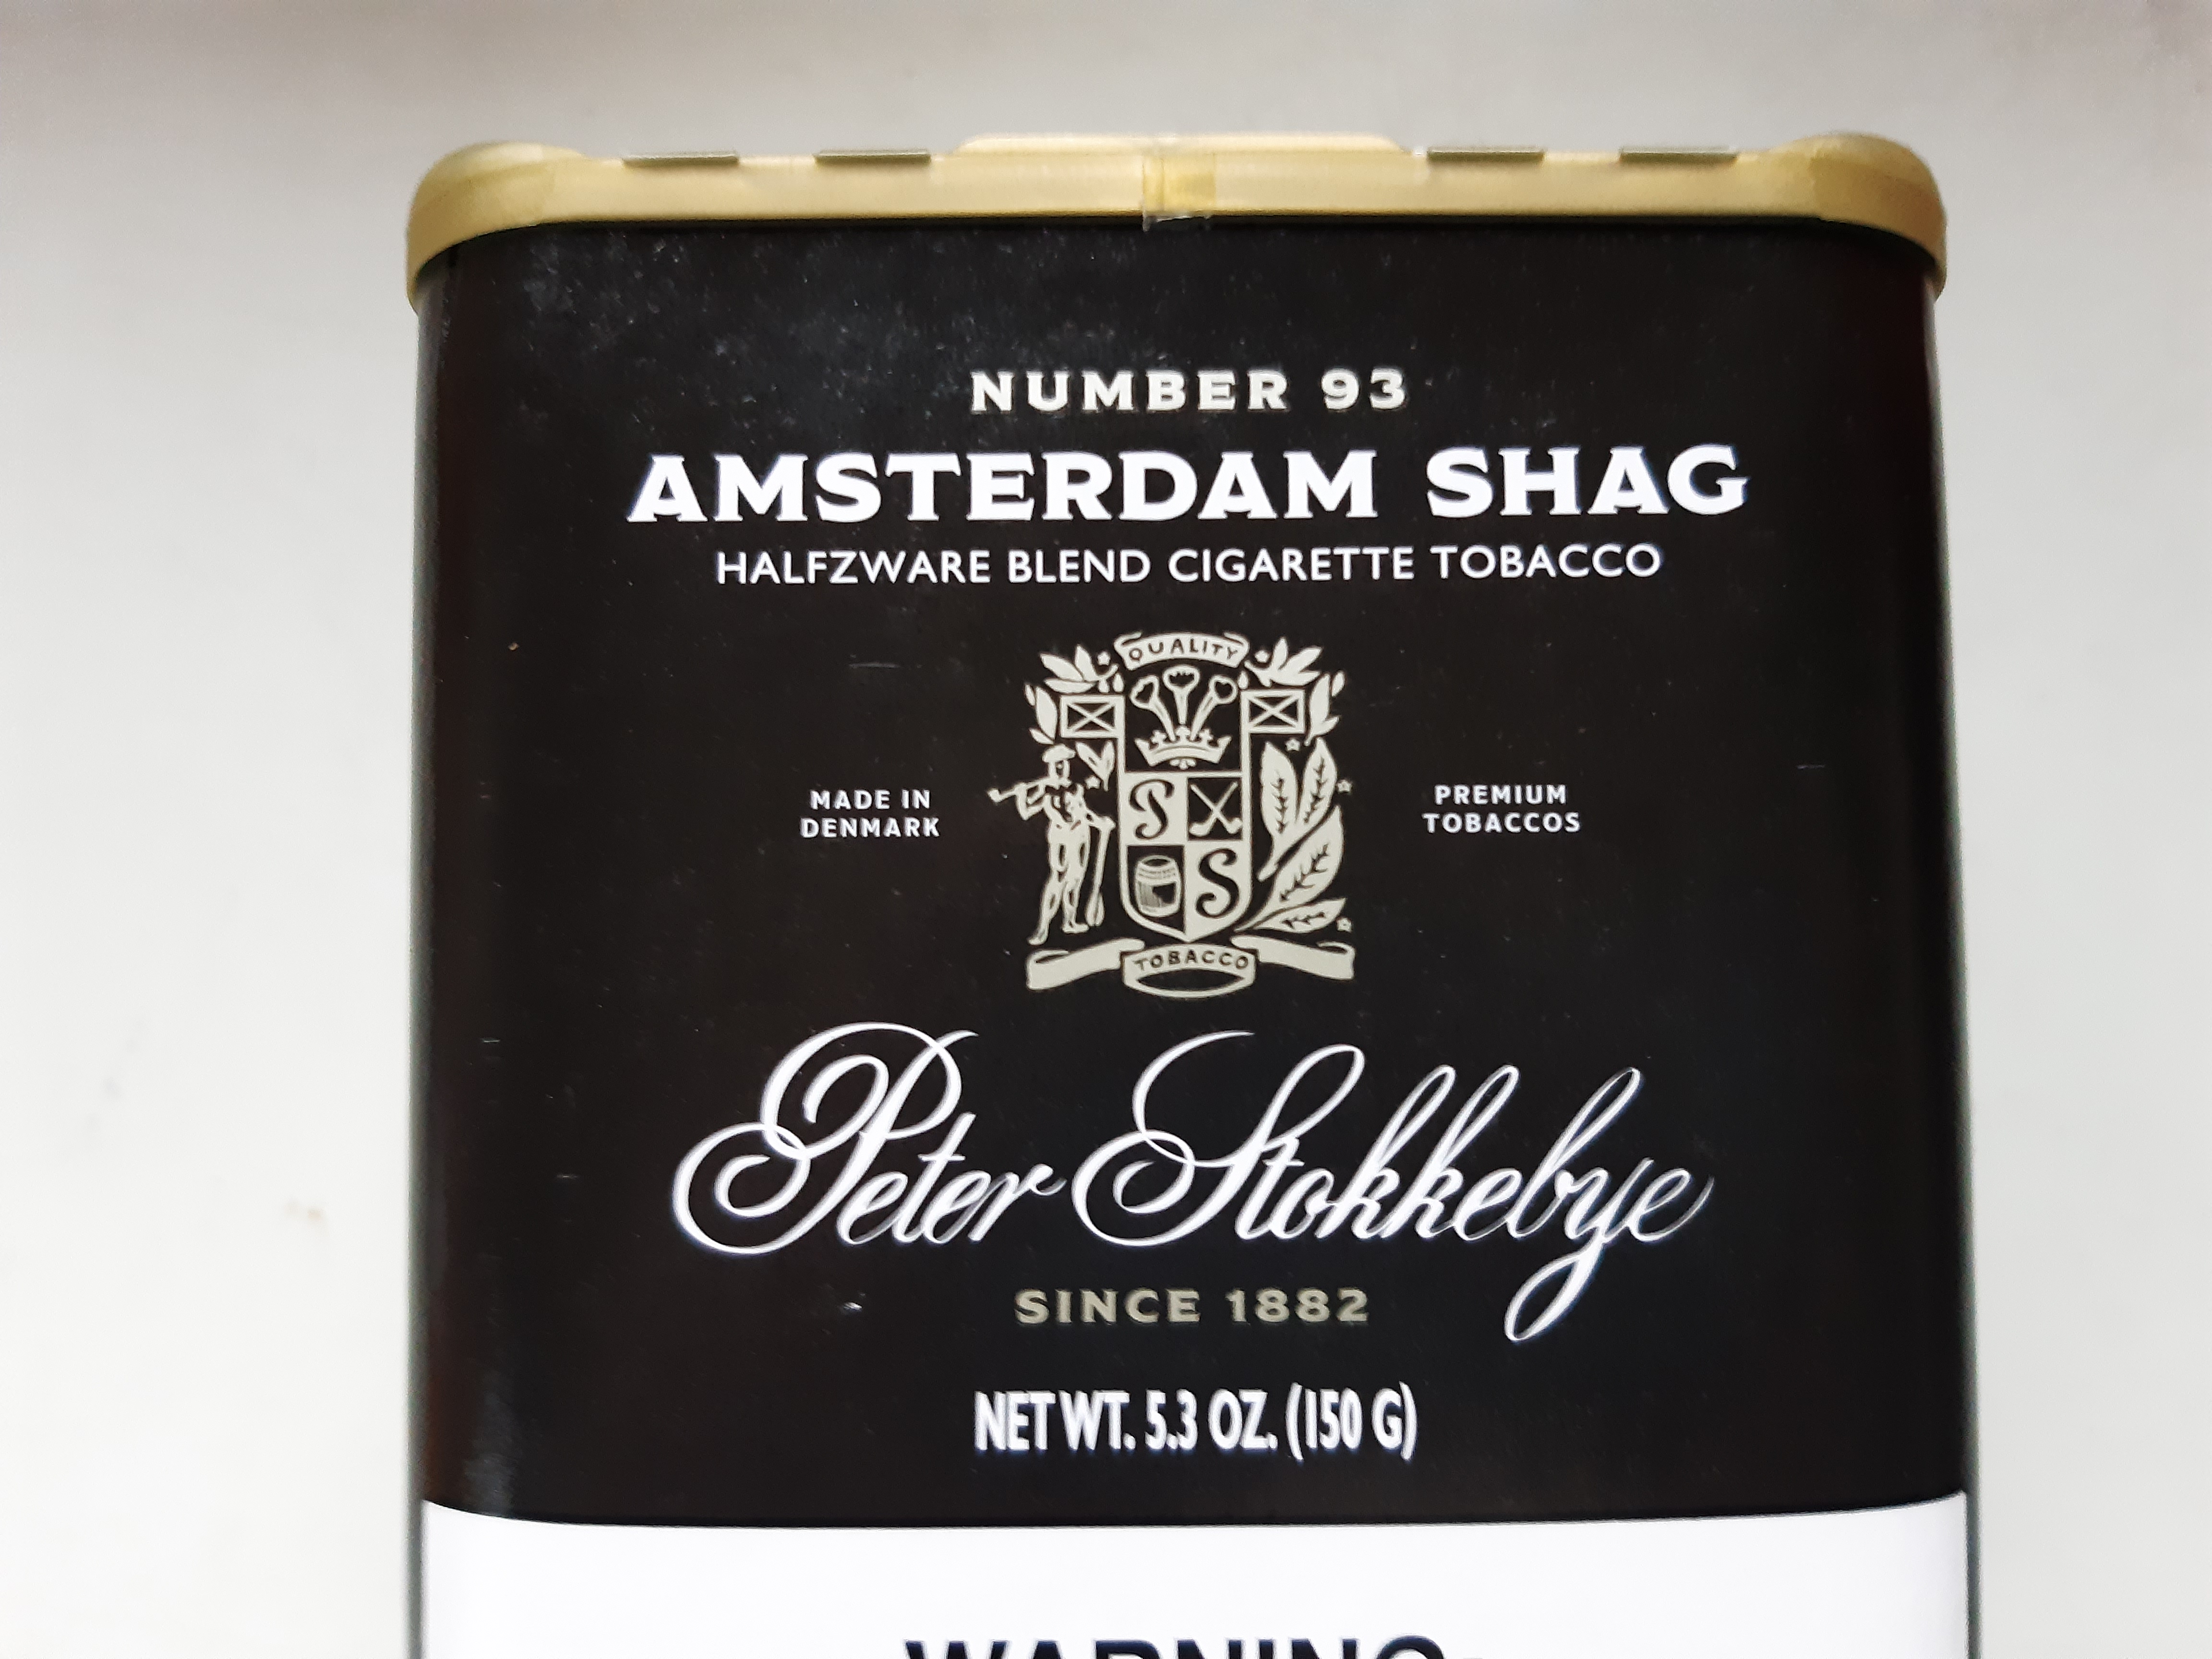 NUMBER 93
AMSTERDAM SHAG
HALFZWARE BLEND CIGARETTE TOBACCO
QUALITY
S
S
MADE IN
DENMARK
PREMIUM
TOBACCOS
TOBACCO
Peter Stokkebye
SINCE 1882
NET WT. 5.3 OZ. (150 G)
WARNING: